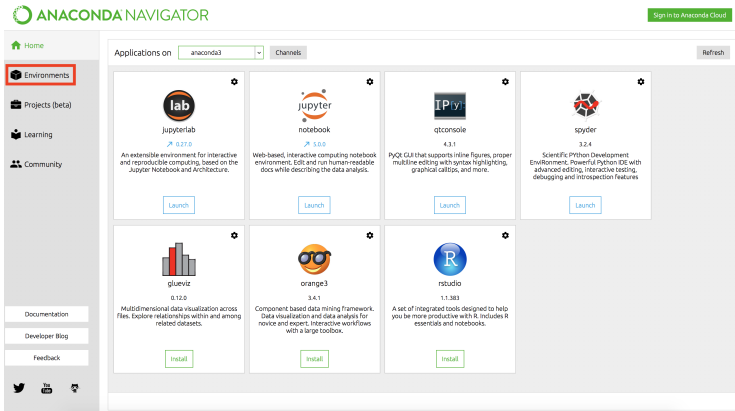 ANACONDA NAVIGATOR
Sign in to Anaconda Cloud
Home
Environments
Projects (beta)
Learning
Community
Documentation
Developer Blog
Feedback
You
Tube
Applications on
anaconda3
Channels
Refresh
lab
jupyterlab
0.27.0
An extensible environment for interactive
and reproducible computing, based on the
Jupyter Notebook and Architecture.
Launch
jupyter
notebook
5.0.0
Web-based, interactive computing notebook
environment. Edit and run human-readable
docs while describing the data analysis.
Launch
IP[y]:
qtconsole
4.3.1
PyQt GUI that supports inline figures, proper
multiline editing with syntax highlighting,
graphical calltips, and more.
Launch
spyder
3.2.4
Scientific PYthon Development
EnviRonment. Powerful Python IDE with
advanced editing, interactive testing,
debugging and introspection features
Launch
glueviz
0.12.0
Multidimensional data visualization across
files. Explore relationships within and among
related datasets.
Install
orange3
3.4.1
Component based data mining framework.
Data visualization and data analysis for
novice and expert. Interactive workflows
with a large toolbox.
Install
R
rstudio
1.1.383
A set of integrated tools designed to help
you be more productive with R. Includes R
essentials and notebooks.
Install